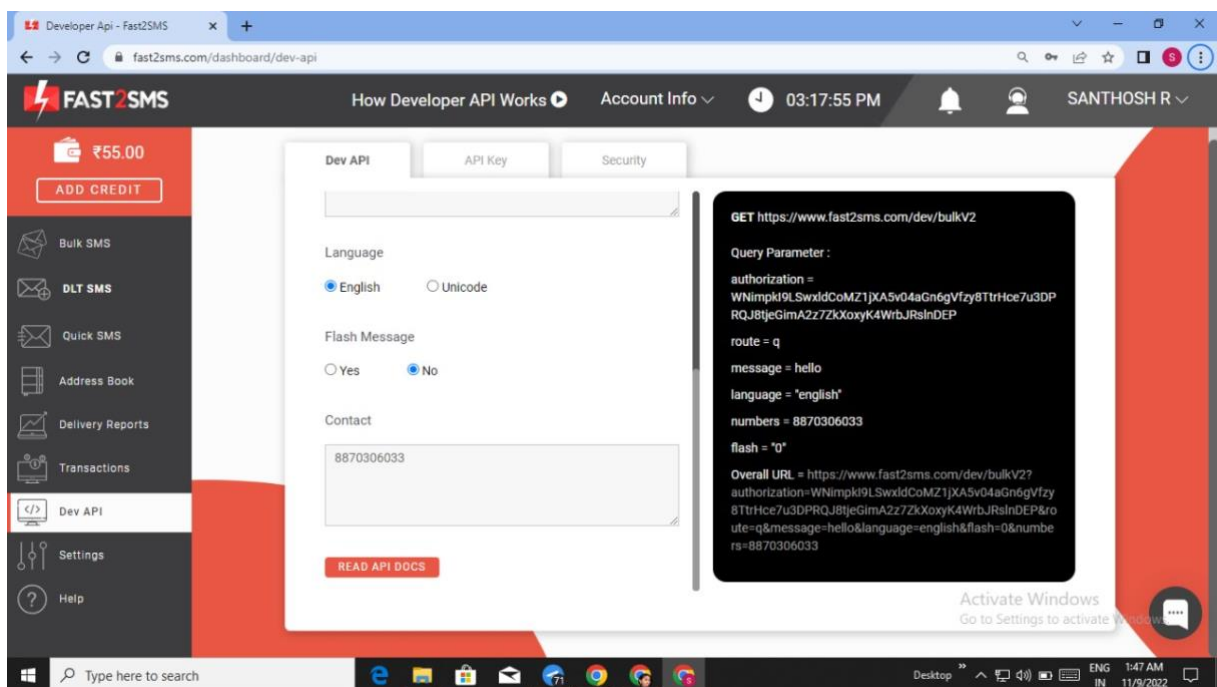 Developer Api - Fast2SMS
fast2sms.com/dashboard/dev-api
FAST2SMS
How Developer API Works
Account Info
03:17:55 PM
SANTHOSH R
₹55.00
ADD CREDIT
Bulk SMS
DLT SMS
Quick SMS
Address Book
Delivery Reports
Transactions
Dev API
Settings
Help
Dev API
API Key
Security
Language
English
Unicode
Flash Message
Yes
No
Contact
8870306033
READ API DOCS
GET https://www.fast2sms.com/dev/bulkV2
Query Parameter :
authorization =
WNimpkI9LSwxldCoMZ1jXA5v04aGn6gVfzy8TtrHce7u3DP
RQJ8tjeGimA2z7ZkXoxyK4WrbJRslnDEP
route = q
message = hello
language = "english"
numbers = 8870306033
flash = "0"
Overall URL = https://www.fast2sms.com/dev/bulkV2?
authorization=WNimpkI9LSwxldCoMZ1jXA5v04aGn6gVfzy
8TtrHce7u3DPRQJ8tjeGimA2z7ZkXoxyK4WrbJRslnDEP&ro
ute=q&message=hello&language=english&flash=0&numbe
rs=8870306033
Activate Windows
Go to Settings to activate Windows.
Type here to search
71
Desktop
ENG
IN
1:47 AM
11/9/2022